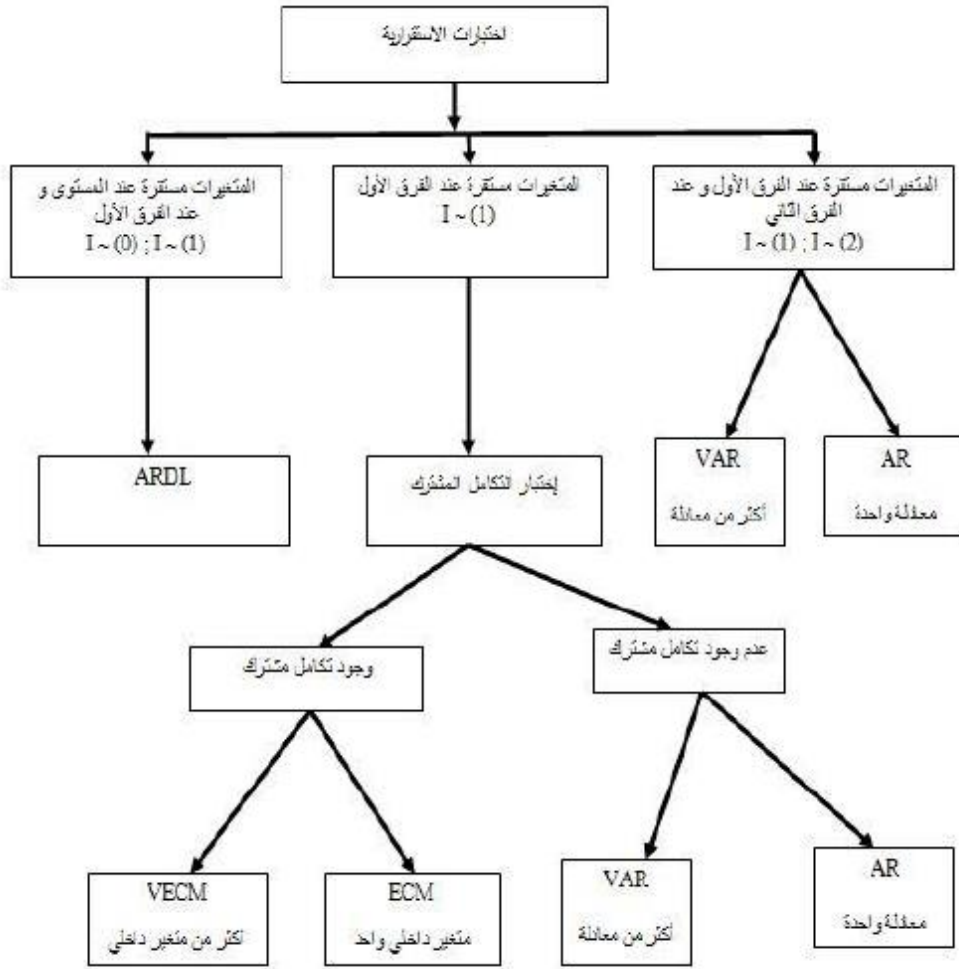 اختبارات الاستقرارية
المتغيرات مستقرة عند المستوى و
عند الفرق الأول
I ~ (0) ; I ~ (1)
المتغيرات مستقرة عند الفرق الأول
I ~ (1)
المتغيرات مستقرة عند الفرق الأول و عند
الفرق الثاني
I ~ (1) ; I ~ (2)
ARDL
إختبار التكامل المشترك
VAR
أكثر من معادلة
AR
معادلة واحدة
وجود تكامل مشترك
عدم وجود تكامل مشترك
VECM
أكثر من متغير داخلي
ECM
متغير داخلي واحد
VAR
أكثر من معادلة
AR
معادلة واحدة